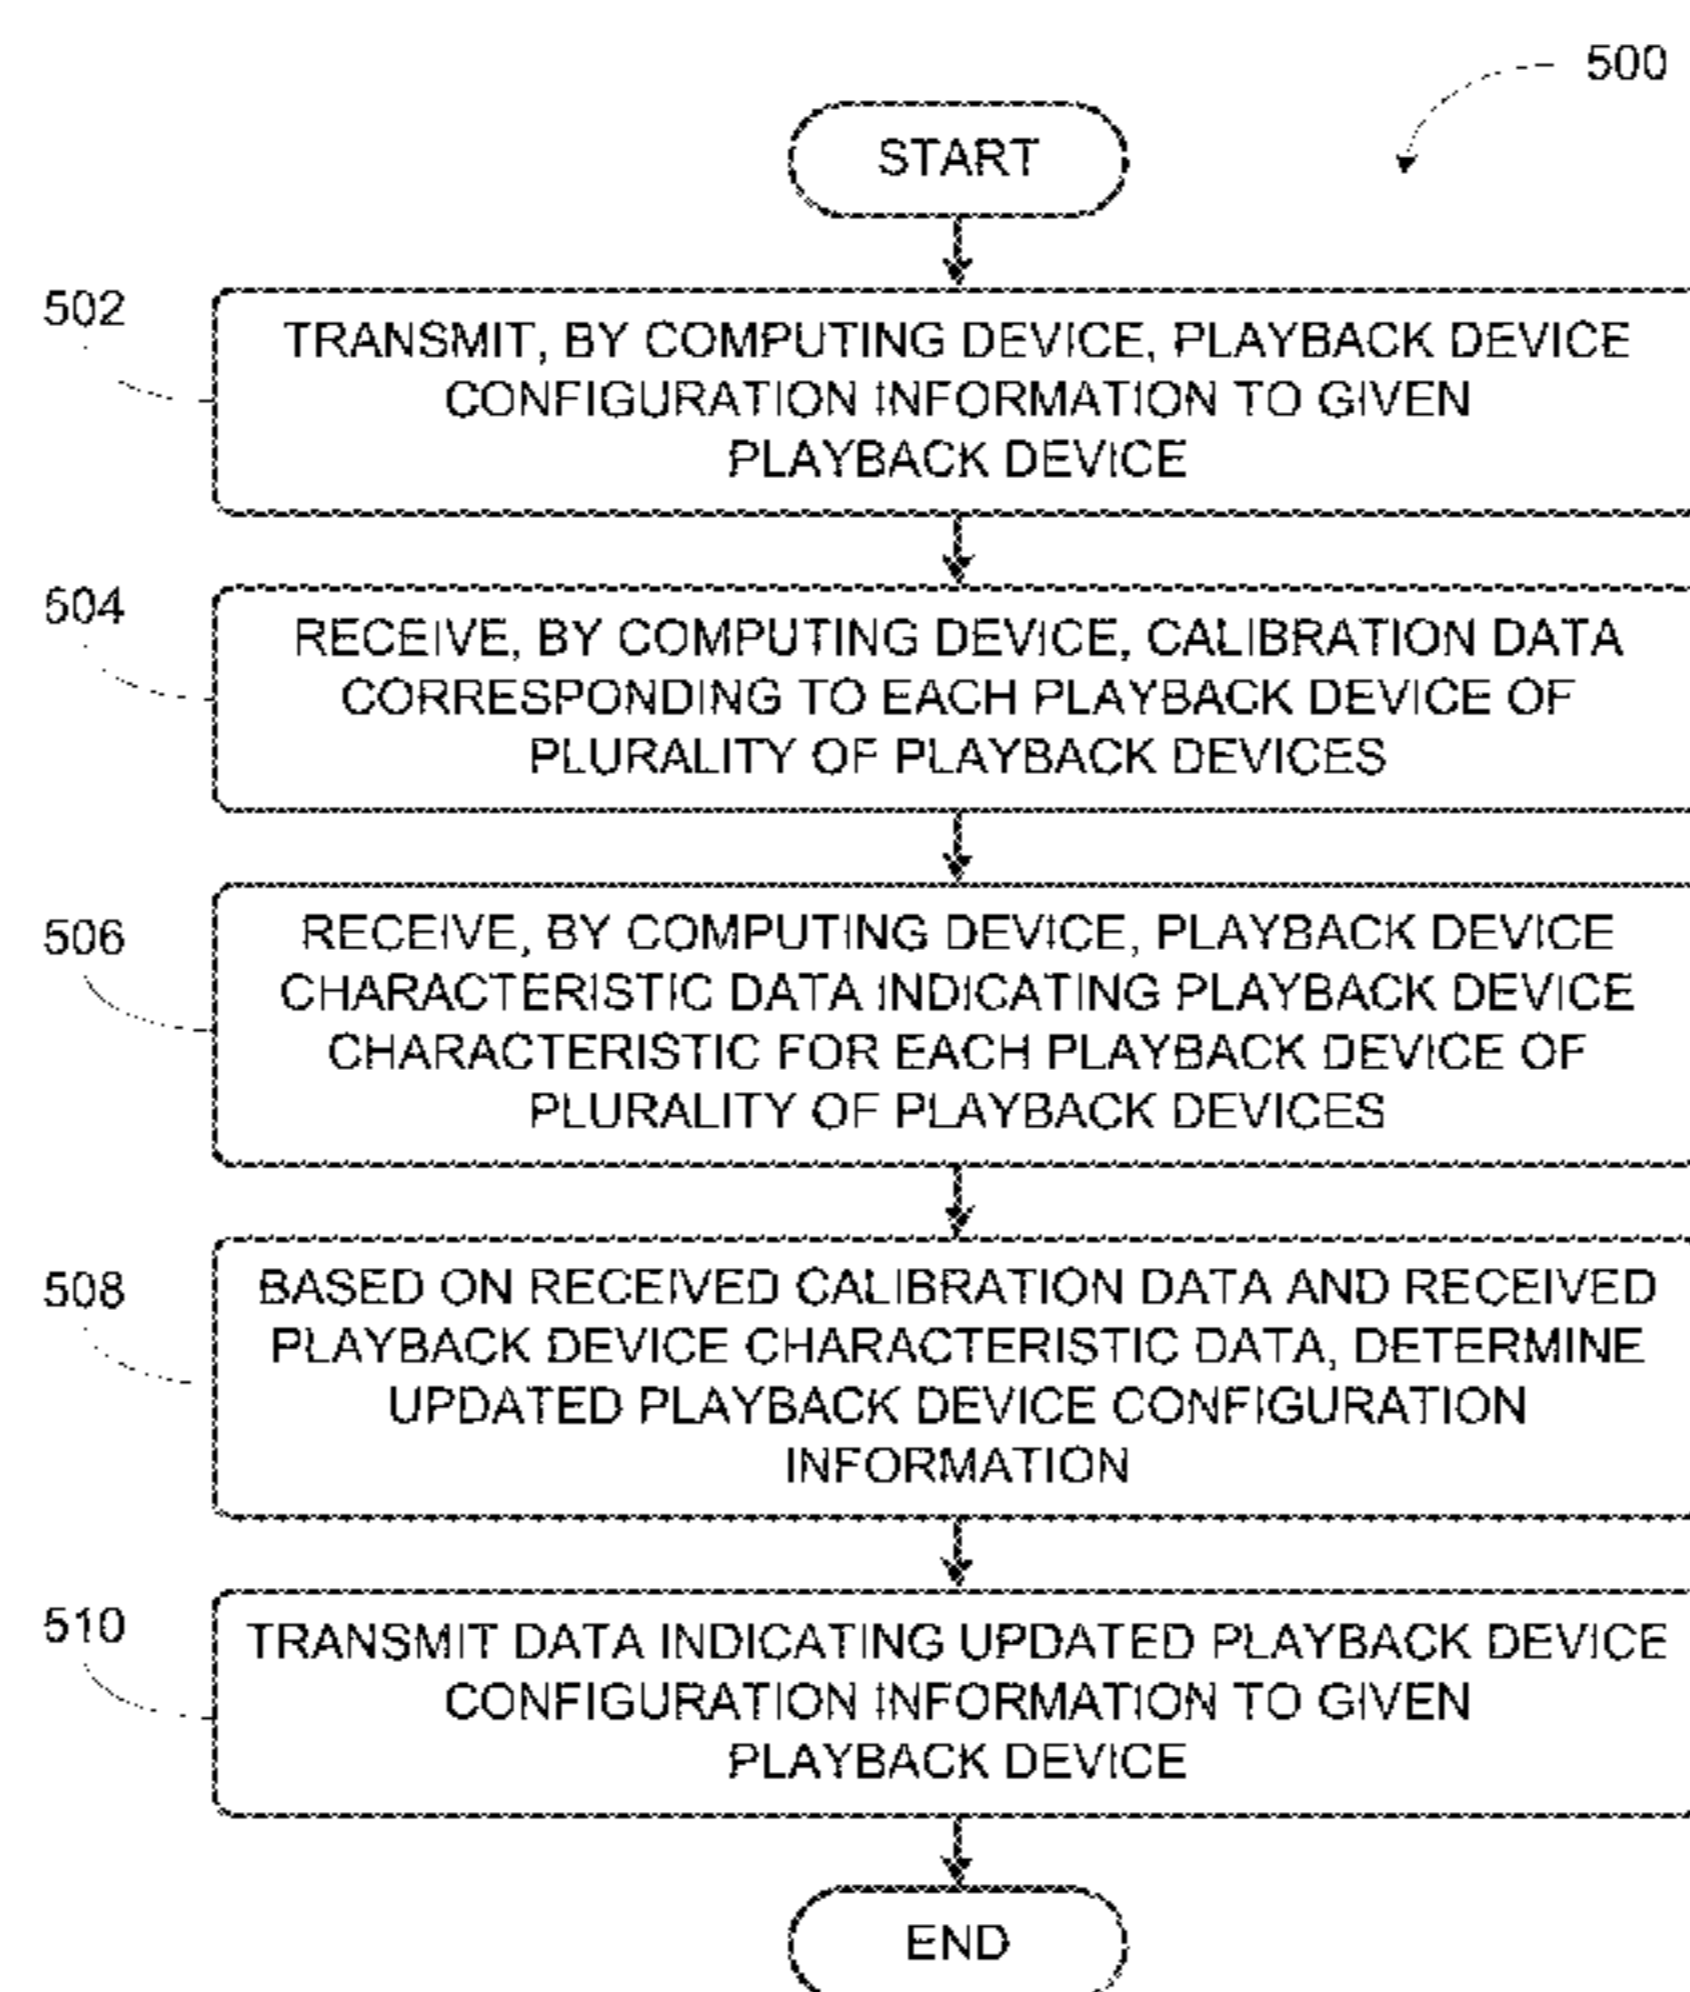 500
START
502
TRANSMIT, BY COMPUTING DEVICE, PLAYBACK DEVICE
CONFIGURATION INFORMATION TO GIVEN
PLAYBACK DEVICE
504
RECEIVE, BY COMPUTING DEVICE, CALIBRATION DATA
CORRESPONDING TO EACH PLAYBACK DEVICE OF
PLURALITY OF PLAYBACK DEVICES
506
RECEIVE, BY COMPUTING DEVICE, PLAYBACK DEVICE
CHARACTERISTIC DATA INDICATING PLAYBACK DEVICE
CHARACTERISTIC FOR EACH PLAYBACK DEVICE OF
PLURALITY OF PLAYBACK DEVICES
508
BASED ON RECEIVED CALIBRATION DATA AND RECEIVED
PLAYBACK DEVICE CHARACTERISTIC DATA, DETERMINE
UPDATED PLAYBACK DEVICE CONFIGURATION
INFORMATION
510
TRANSMIT DATA INDICATING UPDATED PLAYBACK DEVICE
CONFIGURATION INFORMATION TO GIVEN
PLAYBACK DEVICE
END